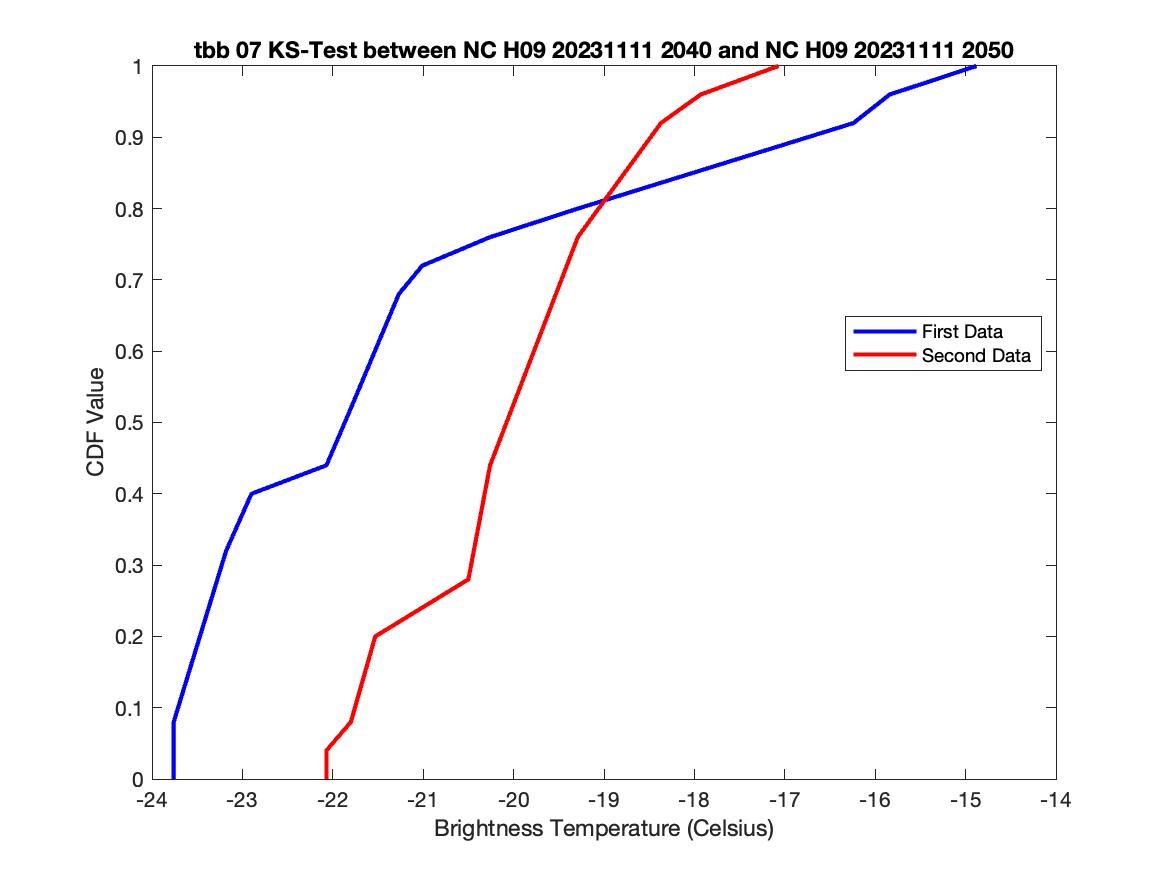 tbb 07 KS-Test between NC H09 20231111 2040 and NC H09 20231111 2050
1
0.9
0.8
0.7
0.6
0.5
0.4
0.3
0.2
0.1
0
CDF Value
First Data
Second Data
-24 -23 -22 -21 -20 -19 -18 -17 -16 -15 -14
Brightness Temperature (Celsius)